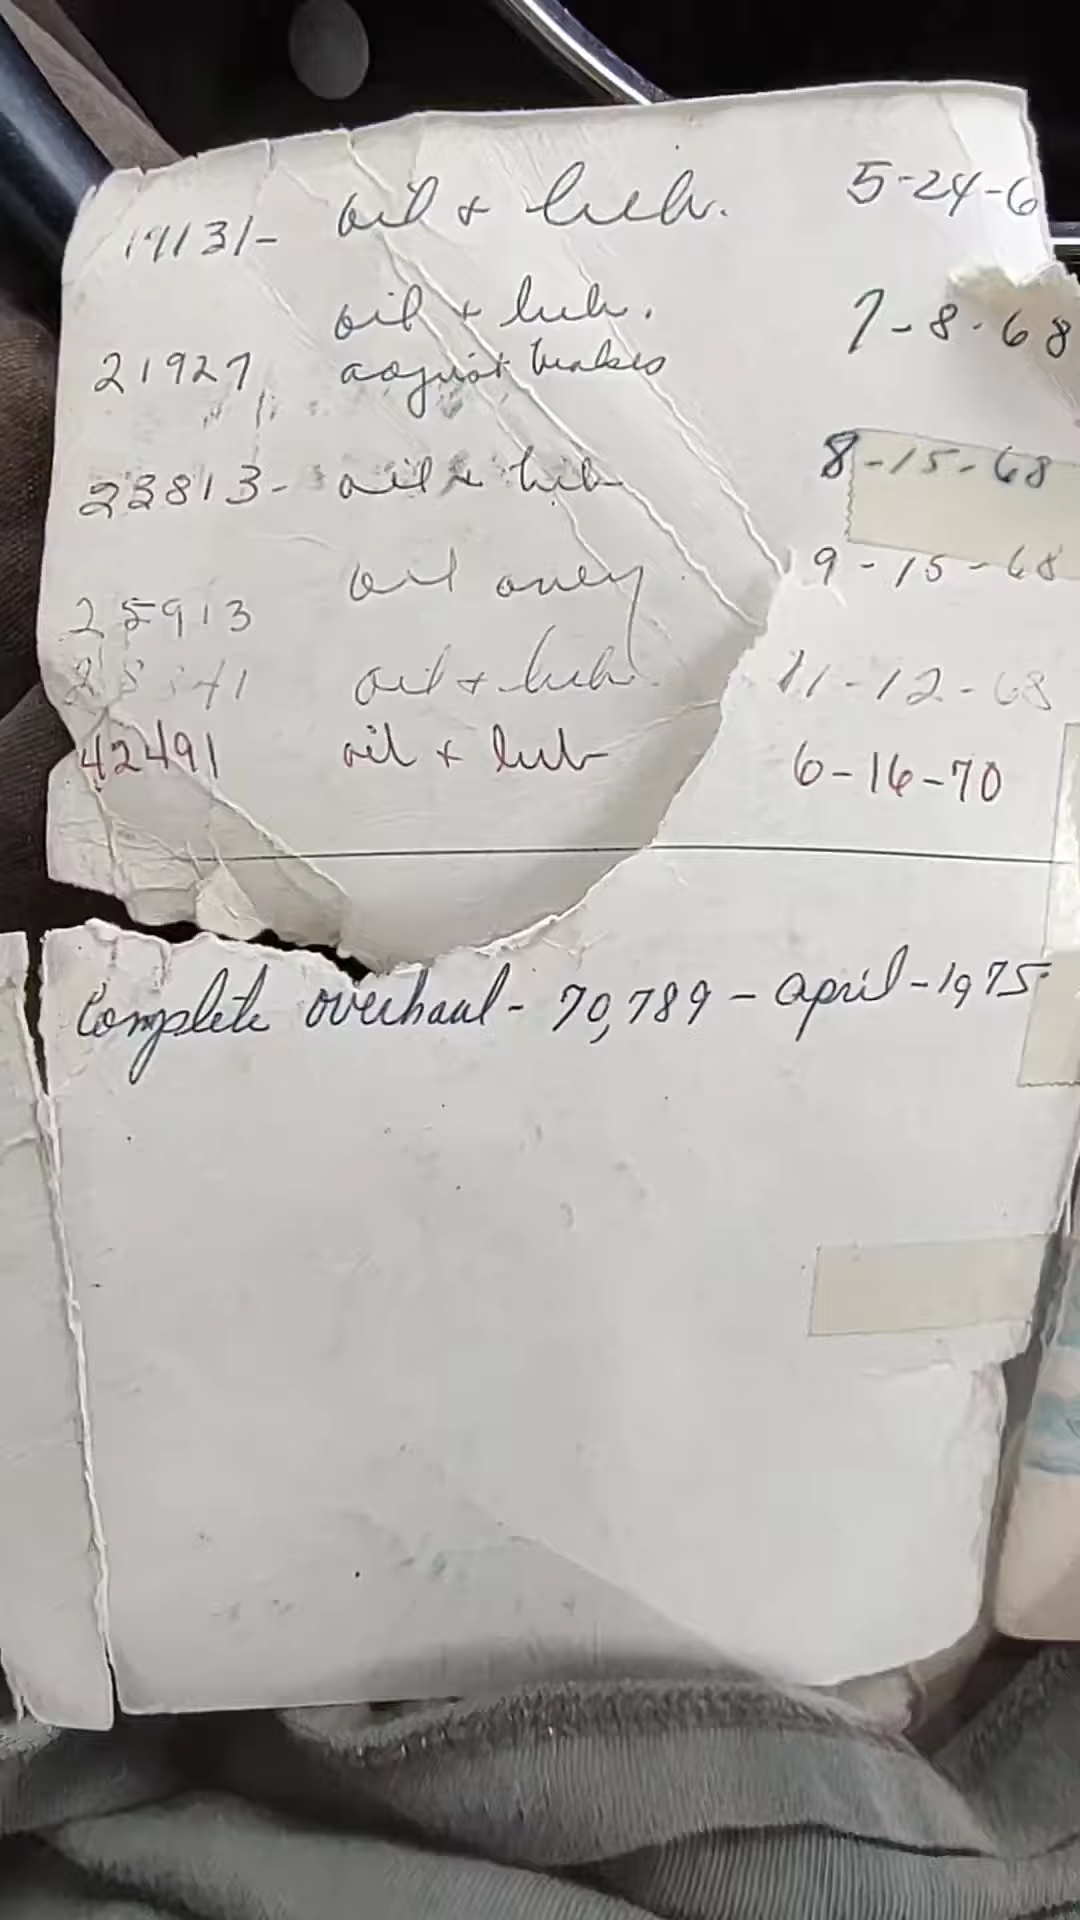 19131- oil & lub. 5-24-6
oil & lub. 7-8-68
21927 adjust brakes
23813- oil & lub 8-15-68
oil only 9-15-68
25913
oil & lub. 11-12-68
42491 oil & lub 6-16-70
Complete overhaul - 70,789 - april - 1975